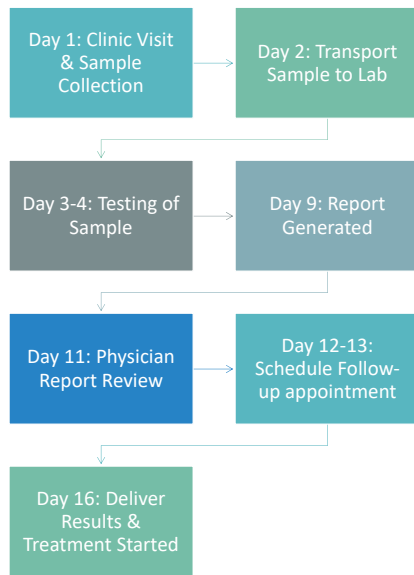 Day 1: Clinic Visit
& Sample
Collection
Day 2: Transport
Sample to Lab
Day 3-4: Testing of
Sample
Day 9: Report
Generated
Day 11: Physician
Report Review
Day 12-13:
Schedule Follow-
up appointment
Day 16: Deliver
Results &
Treatment Started